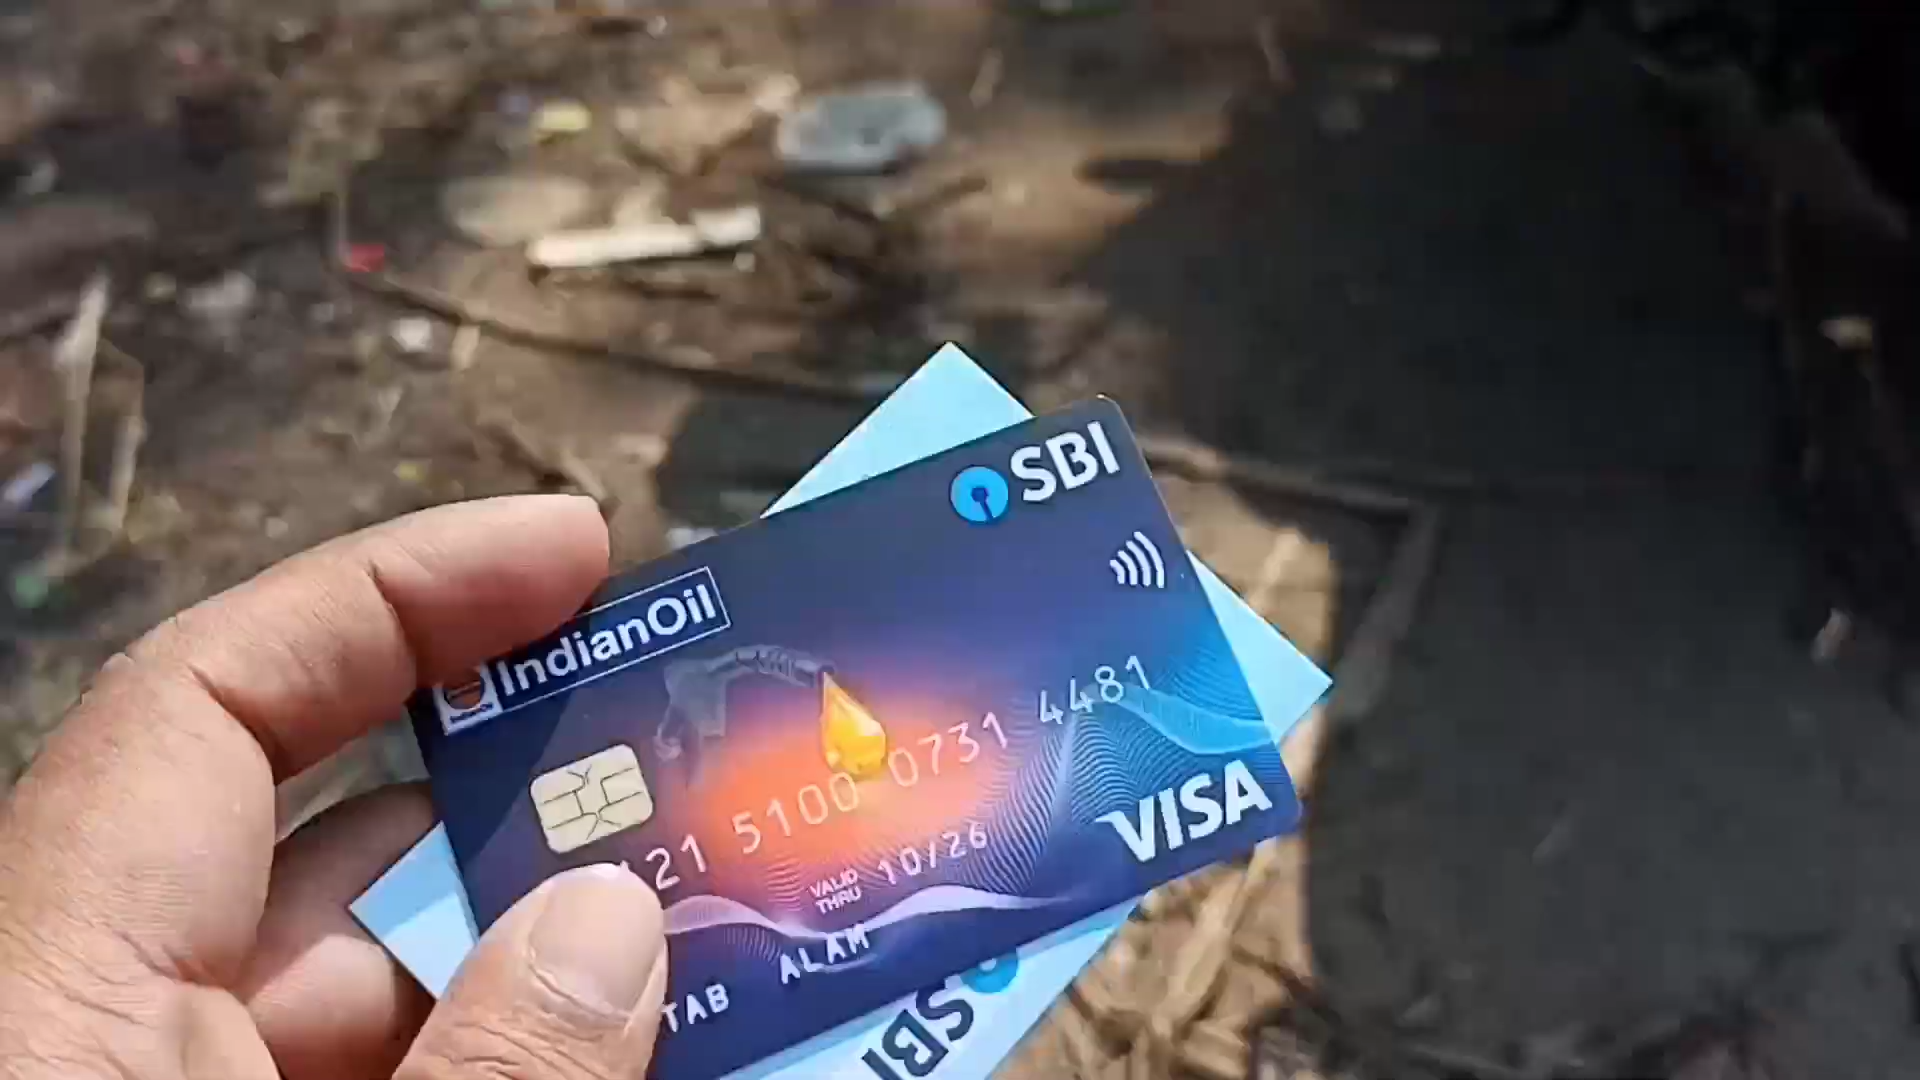 SBI
IndianOil
21 5100 0731 4481
VALID THRU 10/26
VISA
TAB ALAM
SBI